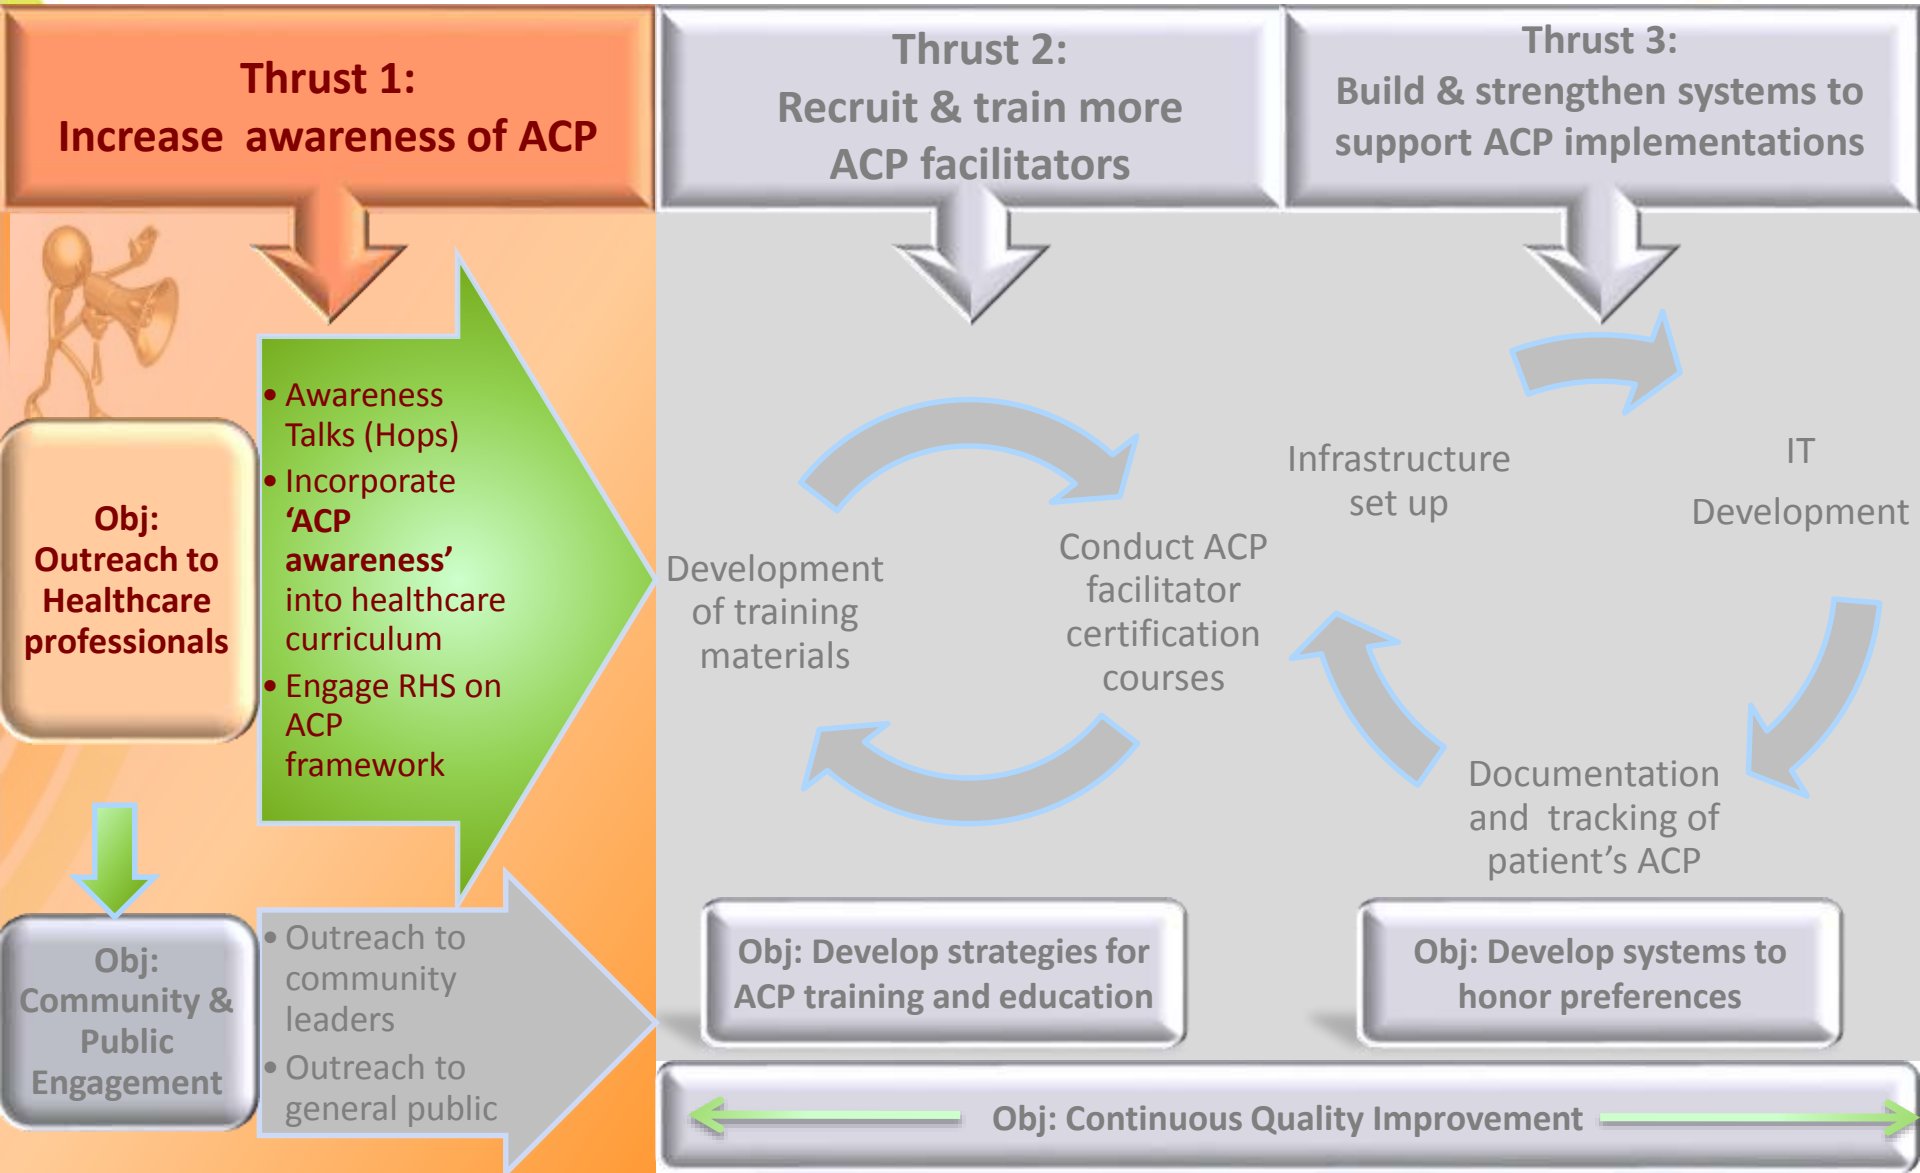 Thrust 1:
Increase awareness of ACP
Thrust 2:
Recruit & train more
ACP facilitators
Thrust 3:
Build & strengthen systems to
support ACP implementations
Obj:
Outreach to
Healthcare
professionals
• Awareness
Talks (Hops)
• Incorporate
‘ACP
awareness’
into healthcare
curriculum
• Engage RHS on
ACP
framework
Obj:
Community &
Public
Engagement
• Outreach to
community
leaders
• Outreach to
general public
Development
of training
materials
Conduct ACP
facilitator
certification
courses
Obj: Develop strategies for
ACP training and education
Infrastructure
set up
IT
Development
Documentation
and tracking of
patient’s ACP
Obj: Develop systems to
honor preferences
Obj: Continuous Quality Improvement